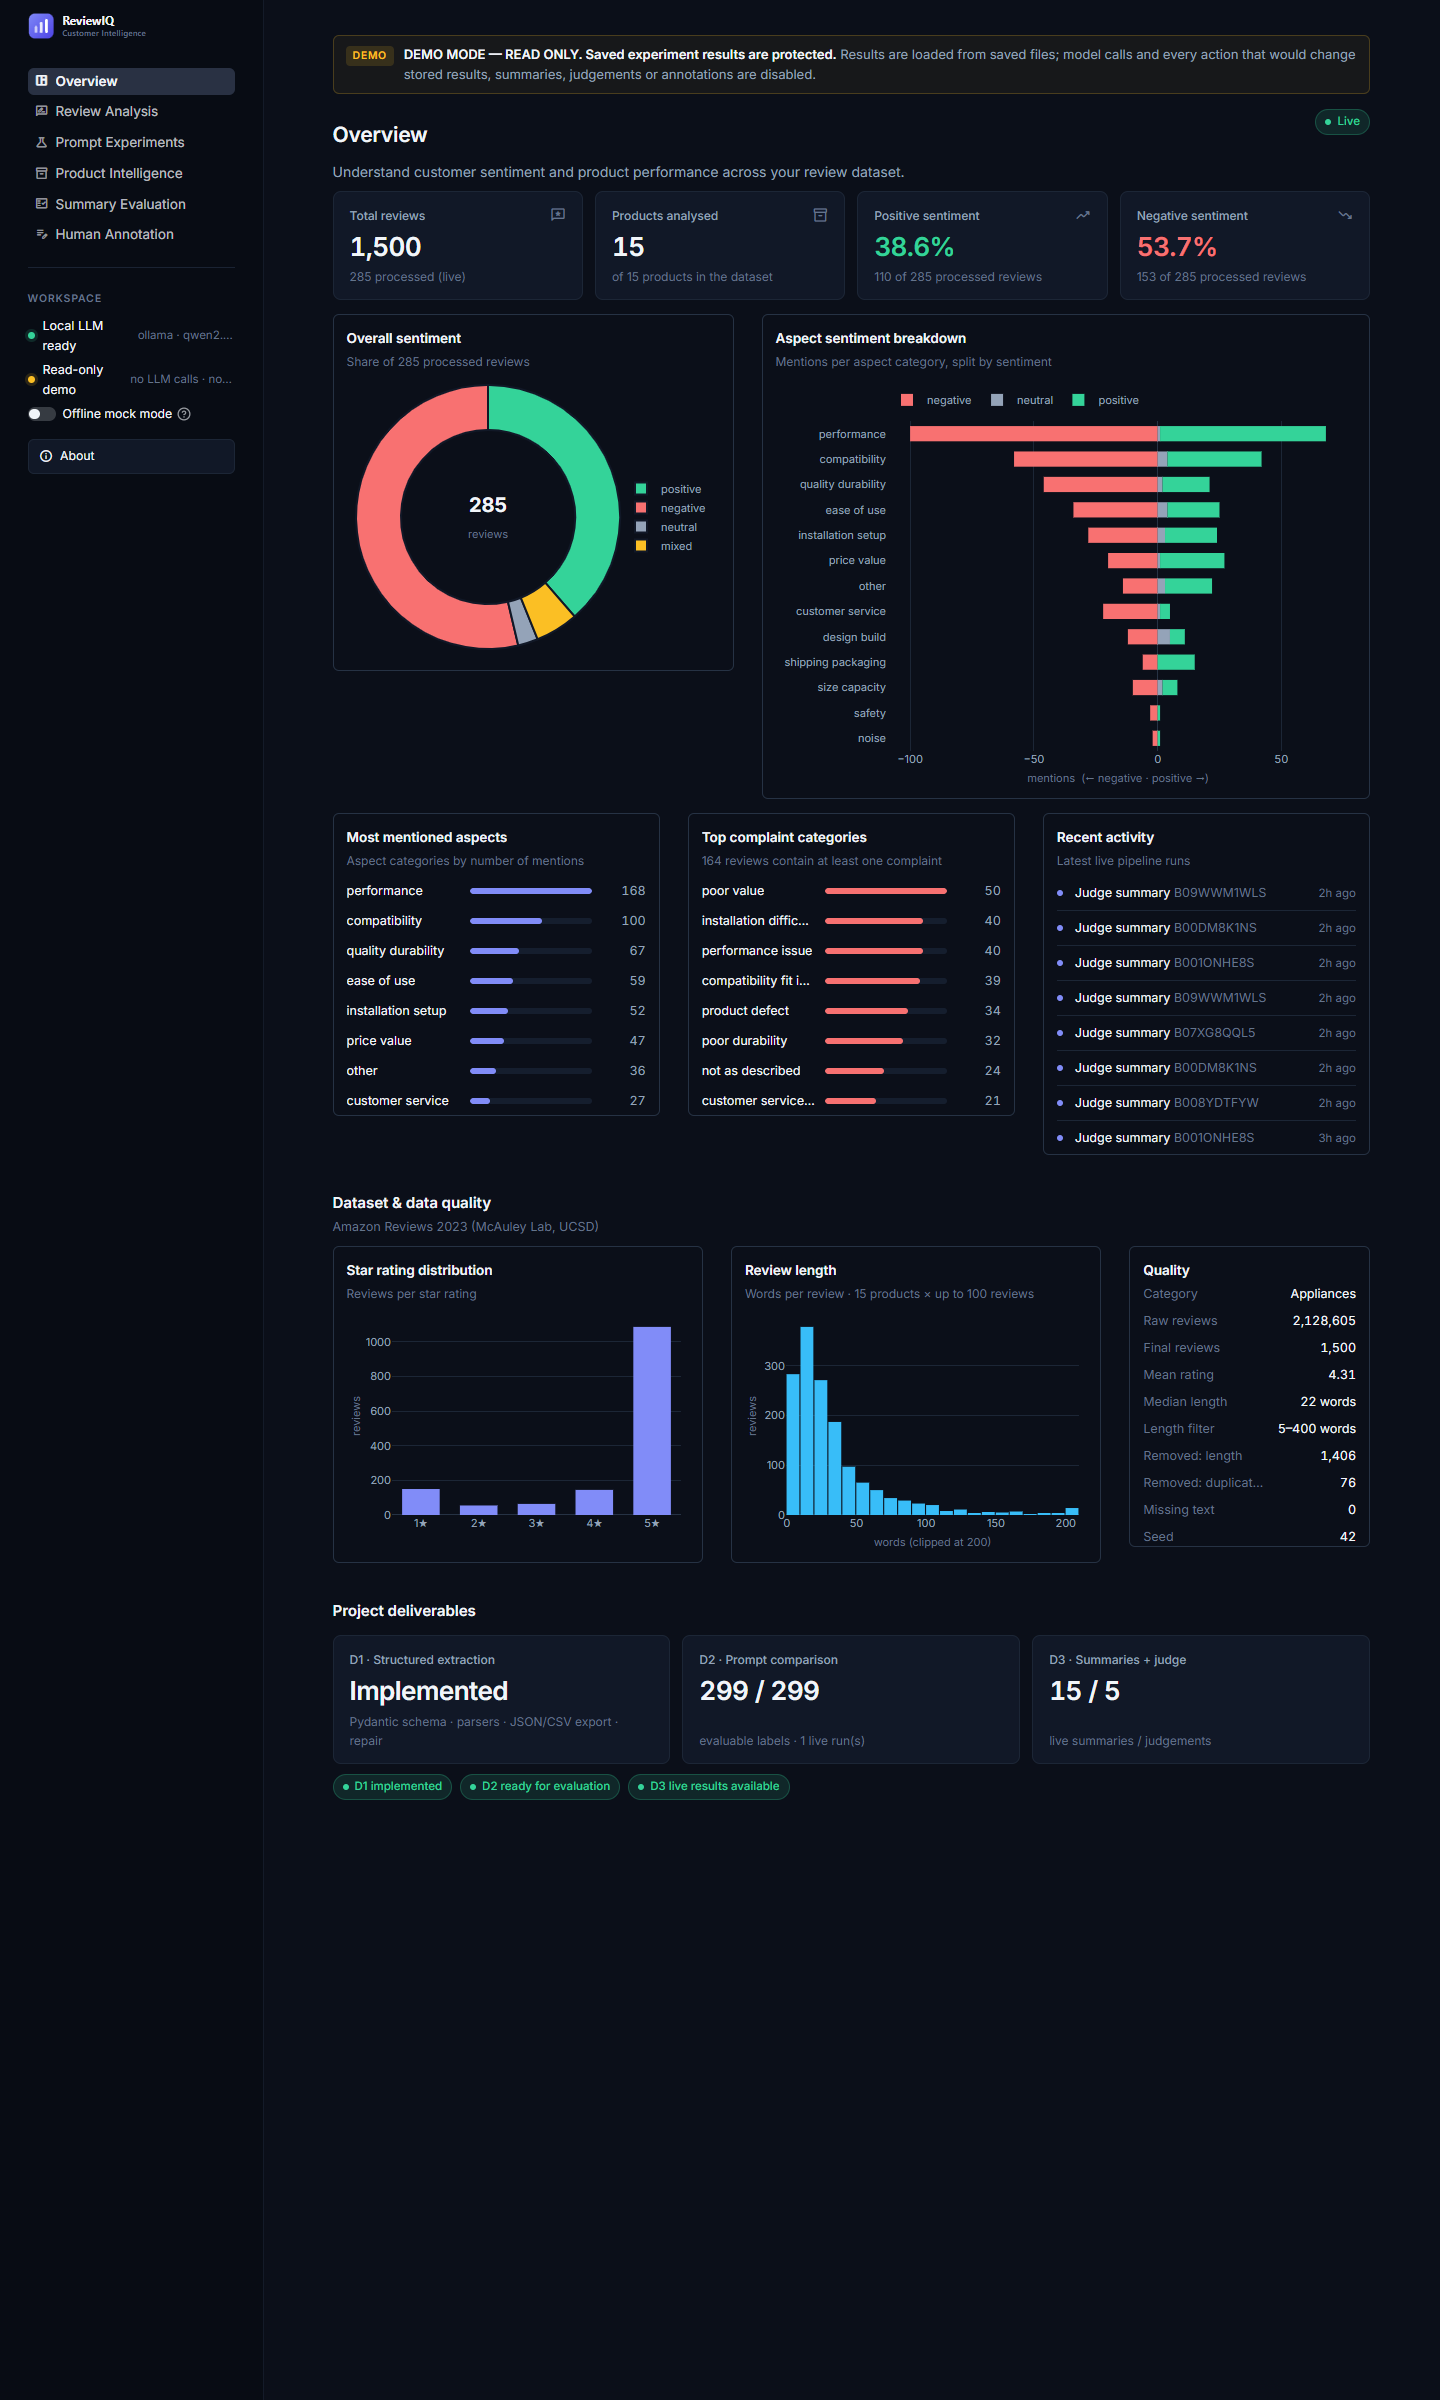 ReviewIQ
Customer Intelligence
Overview
Review Analysis
Prompt Experiments
Product Intelligence
Summary Evaluation
Human Annotation
WORKSPACE
Local LLM ready
ollama · qwen2....
Read-only demo
no LLM calls · no...
Offline mock mode
About
DEMO
DEMO MODE — READ ONLY. Saved experiment results are protected. Results are loaded from saved files; model calls and every action that would change
stored results, summaries, judgements or annotations are disabled.
Live
Overview
Understand customer sentiment and product performance across your review dataset.
Total reviews
1,500
285 processed (live)
Products analysed
15
of 15 products in the dataset
Positive sentiment
38.6%
110 of 285 processed reviews
Negative sentiment
53.7%
153 of 285 processed reviews
Overall sentiment
Share of 285 processed reviews
285
reviews
positive
negative
neutral
mixed
Aspect sentiment breakdown
Mentions per aspect category, split by sentiment
negative neutral positive
performance
compatibility
quality durability
ease of use
installation setup
price value
other
customer service
design build
shipping packaging
size capacity
safety
noise
−100 −50 0 50
mentions (← negative · positive →)
Most mentioned aspects
Aspect categories by number of mentions
performance 168
compatibility 100
quality durability 67
ease of use 59
installation setup 52
price value 47
other 36
customer service 27
Top complaint categories
164 reviews contain at least one complaint
poor value 50
installation diffic... 40
performance issue 40
compatibility fit i... 39
product defect 34
poor durability 32
not as described 24
customer service... 21
Recent activity
Latest live pipeline runs
Judge summary B09WWM1WLS 2h ago
Judge summary B00DM8K1NS 2h ago
Judge summary B001ONHE8S 2h ago
Judge summary B09WWM1WLS 2h ago
Judge summary B07XG8QQL5 2h ago
Judge summary B00DM8K1NS 2h ago
Judge summary B008YDTFYW 2h ago
Judge summary B001ONHE8S 3h ago
Dataset & data quality
Amazon Reviews 2023 (McAuley Lab, UCSD)
Star rating distribution
Reviews per star rating
reviews
1000
800
600
400
200
0
1★ 2★ 3★ 4★ 5★
Review length
Words per review · 15 products × up to 100 reviews
reviews
300
200
100
0
0 50 100 150 200
words (clipped at 200)
Quality
Category Appliances
Raw reviews 2,128,605
Final reviews 1,500
Mean rating 4.31
Median length 22 words
Length filter 5–400 words
Removed: length 1,406
Removed: duplicat... 76
Missing text 0
Seed 42
Project deliverables
D1 · Structured extraction
Implemented
Pydantic schema · parsers · JSON/CSV export ·
repair
D2 · Prompt comparison
299 / 299
evaluable labels · 1 live run(s)
D3 · Summaries + judge
15 / 5
live summaries / judgements
D1 implemented
D2 ready for evaluation
D3 live results available